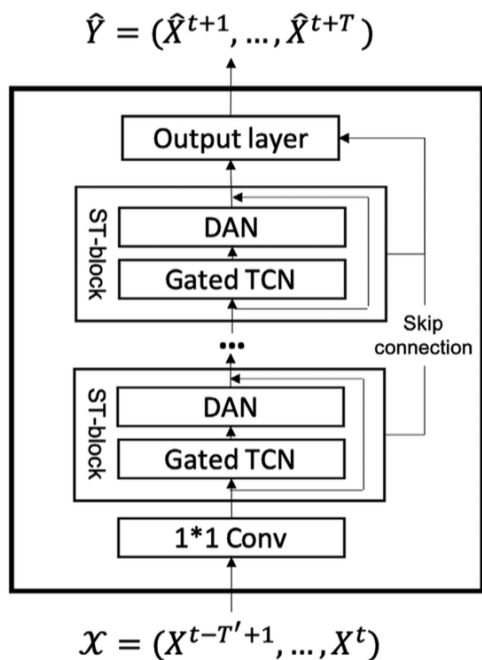 Ŷ = (X̂^{t+1}, ..., X̂^{t+T})
Output layer
ST-block
DAN
Gated TCN
Skip
connection
...
ST-block
DAN
Gated TCN
1*1 Conv
𝒳 = (X^{t−T′+1}, ..., X^t)